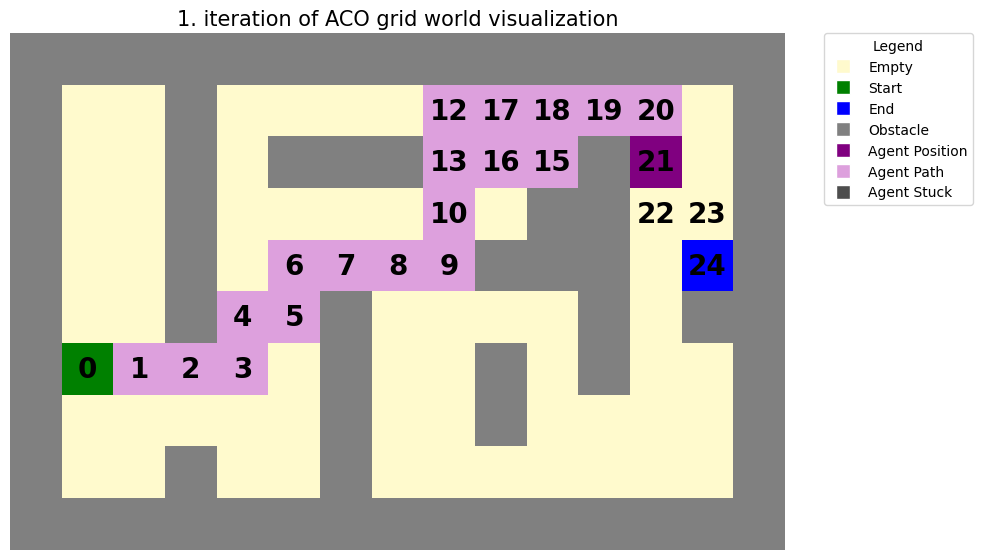 1. iteration of ACO grid world visualization
12 17 18 19 20
13 16 15 21
10 22 23
6 7 8 9 24
4 5
0 1 2 3
Legend
Empty
Start
End
Obstacle
Agent Position
Agent Path
Agent Stuck